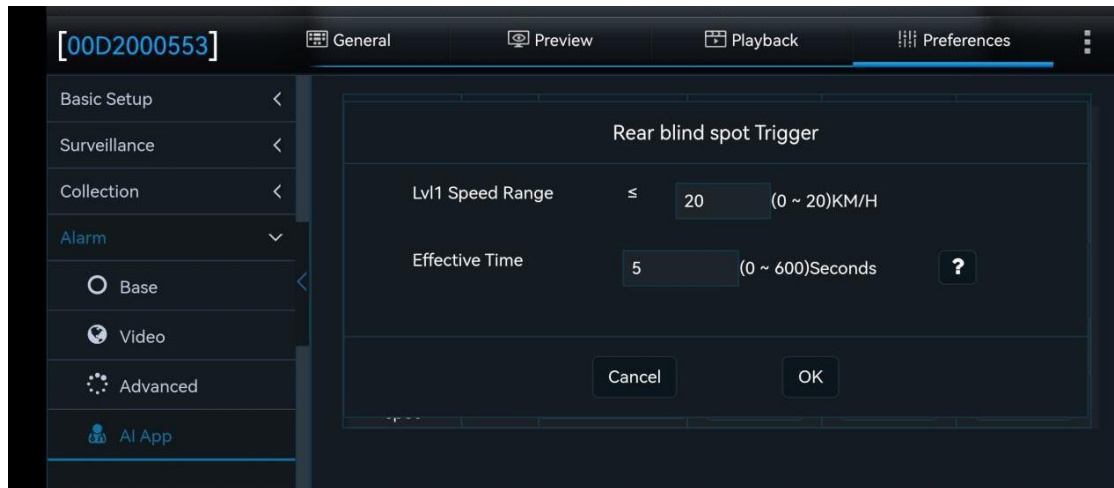 [00D2000553] General Preview Playback Preferences
Basic Setup
Surveillance
Collection
Alarm
Base
Video
Advanced
AI App
Rear blind spot Trigger
Lvl1 Speed Range ≤ 20 (0 ~ 20)KM/H
Effective Time 5 (0 ~ 600)Seconds ?
Cancel OK